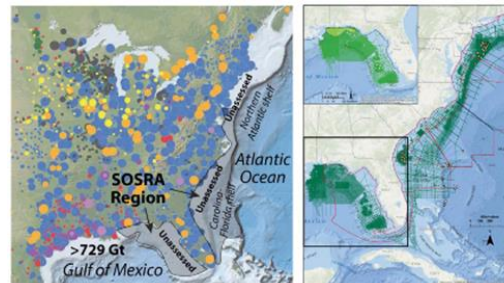 Unassessed
Northern
Atlantic shelf
SOSRA
Region
Unassessed
Carolina-
Florida shelf
Atlantic
Ocean
Unassessed
>729 Gt
Gulf of Mexico